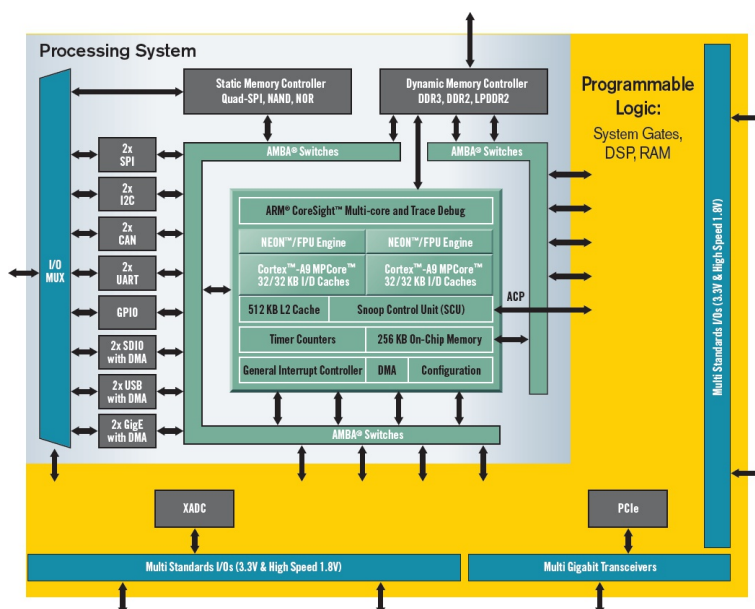 Processing System
Static Memory Controller
Quad-SPI, NAND, NOR
Dynamic Memory Controller
DDR3, DDR2, LPDDR2
Programmable
Logic:
System Gates,
DSP, RAM
AMBA® Switches
AMBA® Switches
2x
SPI
2x
I2C
2x
CAN
2x
UART
GPIO
2x SDIO
with DMA
2x USB
with DMA
2x GigE
with DMA
I/O
MUX
ARM® CoreSight™ Multi-core and Trace Debug
NEON™/FPU Engine
NEON™/FPU Engine
Cortex™-A9 MPCore™
32/32 KB I/D Caches
Cortex™-A9 MPCore™
32/32 KB I/D Caches
512 KB L2 Cache
Snoop Control Unit (SCU)
Timer Counters
256 KB On-Chip Memory
General Interrupt Controller
DMA
Configuration
ACP
AMBA® Switches
Multi Standards I/Os (3.3V & High Speed 1.8V)
XADC
PCIe
Multi Standards I/Os (3.3V & High Speed 1.8V)
Multi Gigabit Transceivers